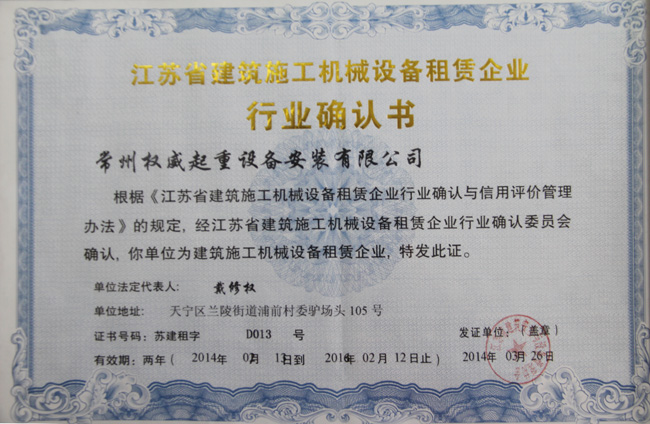 江苏省建筑施工机械设备租赁企业
行业确认书
常州权威起重设备安装有限公司
根据《江苏省建筑施工机械设备租赁企业行业确认与信用评价管理
办法》的规定，经江苏省建筑施工机械设备租赁企业行业确认委员会
确认，你单位为建筑施工机械设备租赁企业，特发此证。
单位法定代表人： 戴修权
单位地址： 天宁区兰陵街道浦前村委驴场头 105 号
证书号码：苏建租字 D013 号 发证单位：（盖章）
有效期：两年（ 2014 年 02月 13日到 2016年02月12日止） 2014年03月26日